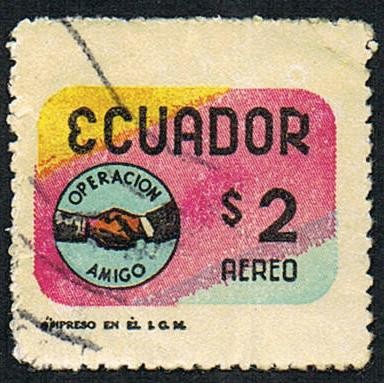 ECUADOR
OPERACION
AMIGO
$ 2
AEREO
IMPRESO EN EL I. G. M.